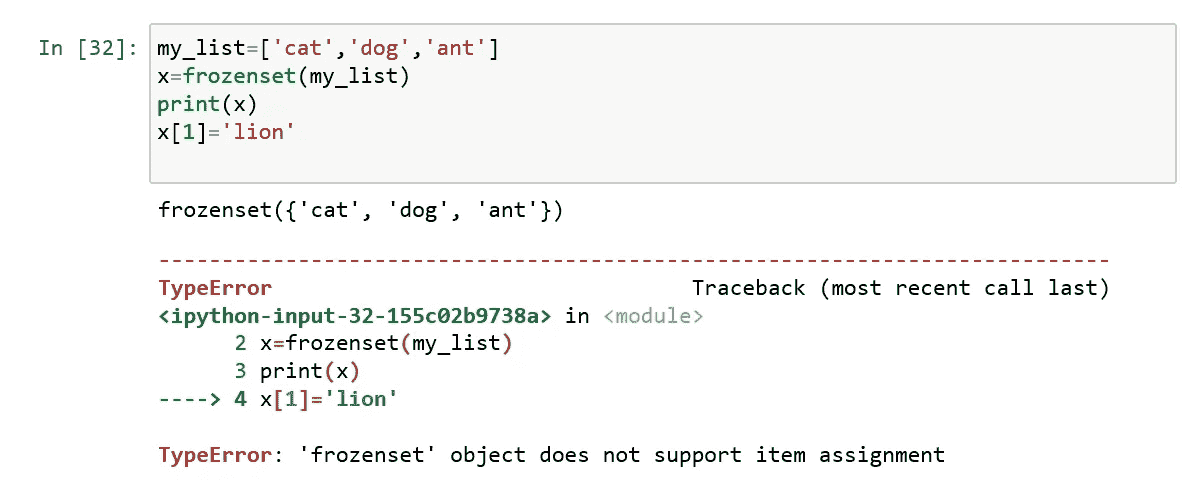 In [32]: my_list=['cat','dog','ant']
x=frozenset(my_list)
print(x)
x[1]='lion'
frozenset({'cat', 'dog', 'ant'})
---------------------------------------------------------------------------
TypeError                                 Traceback (most recent call last)
<ipython-input-32-155c02b9738a> in <module>
      2 x=frozenset(my_list)
      3 print(x)
----> 4 x[1]='lion'
TypeError: 'frozenset' object does not support item assignment